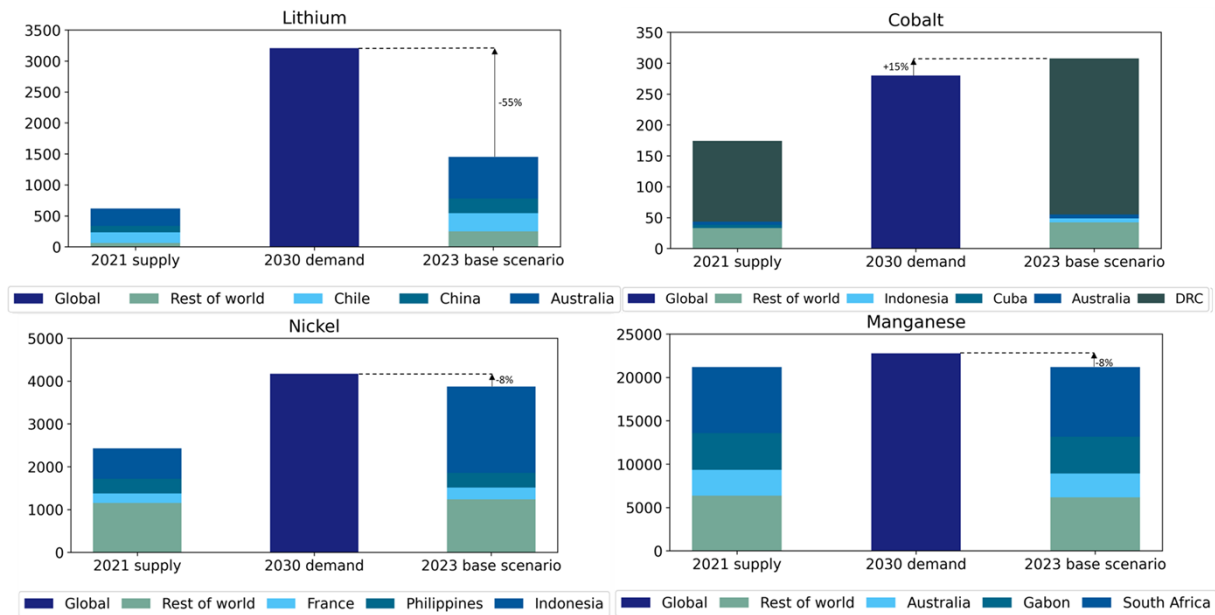 Lithium
3500
3000
2500
2000
1500
1000
500
0
-55%
2021 supply 2030 demand 2023 base scenario
Global Rest of world Chile China Australia
Cobalt
350
300
250
200
150
100
50
0
+15%
2021 supply 2030 demand 2023 base scenario
Global Rest of world Indonesia Cuba Australia DRC
Nickel
5000
4000
3000
2000
1000
0
-8%
2021 supply 2030 demand 2023 base scenario
Global Rest of world France Philippines Indonesia
Manganese
25000
20000
15000
10000
5000
0
-8%
2021 supply 2030 demand 2023 base scenario
Global Rest of world Australia Gabon South Africa